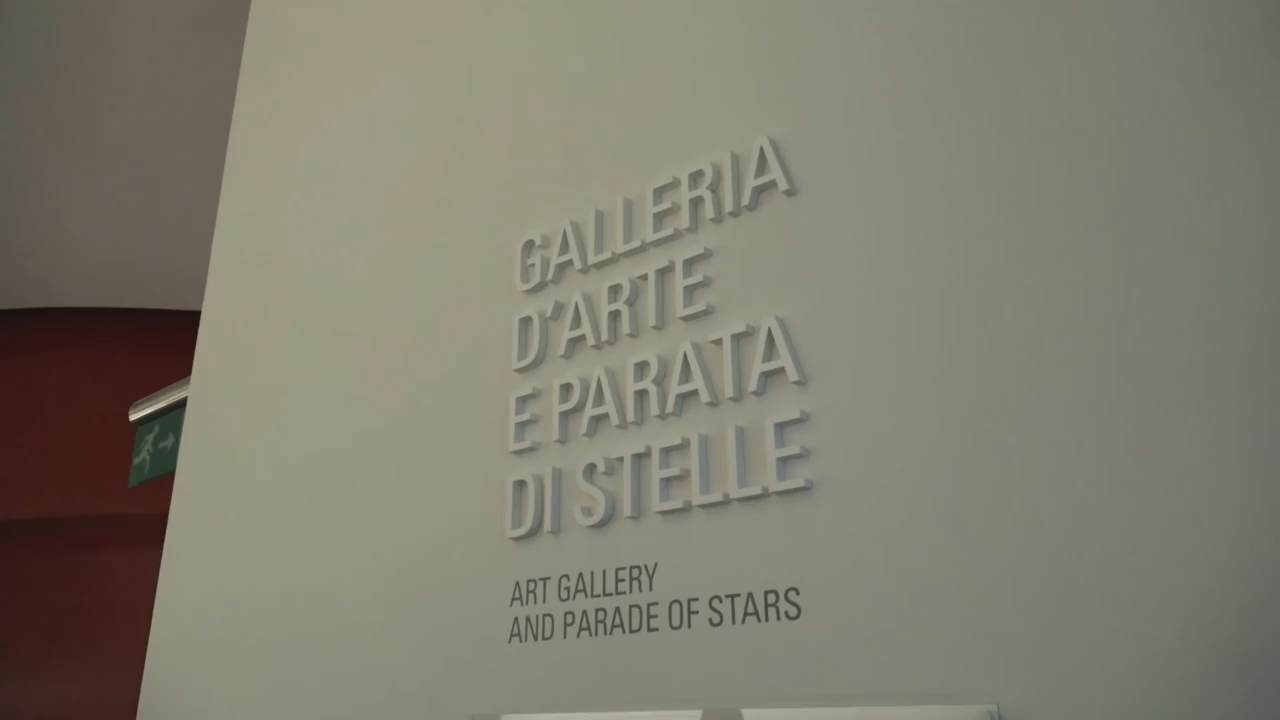 GALLERIA
D'ARTE
E PARATA
DI STELLE
ART GALLERY
AND PARADE OF STARS